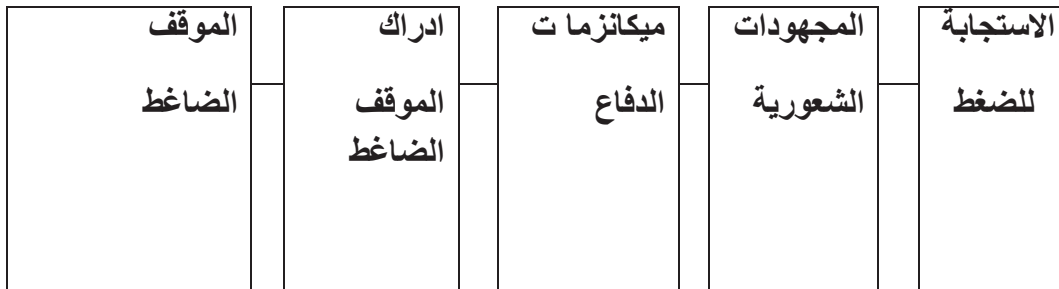 الموقف
الضاغط
ادراك
الموقف
الضاغط
ميكانزما ت
الدفاع
المجهودات
الشعورية
الاستجابة
للضغط